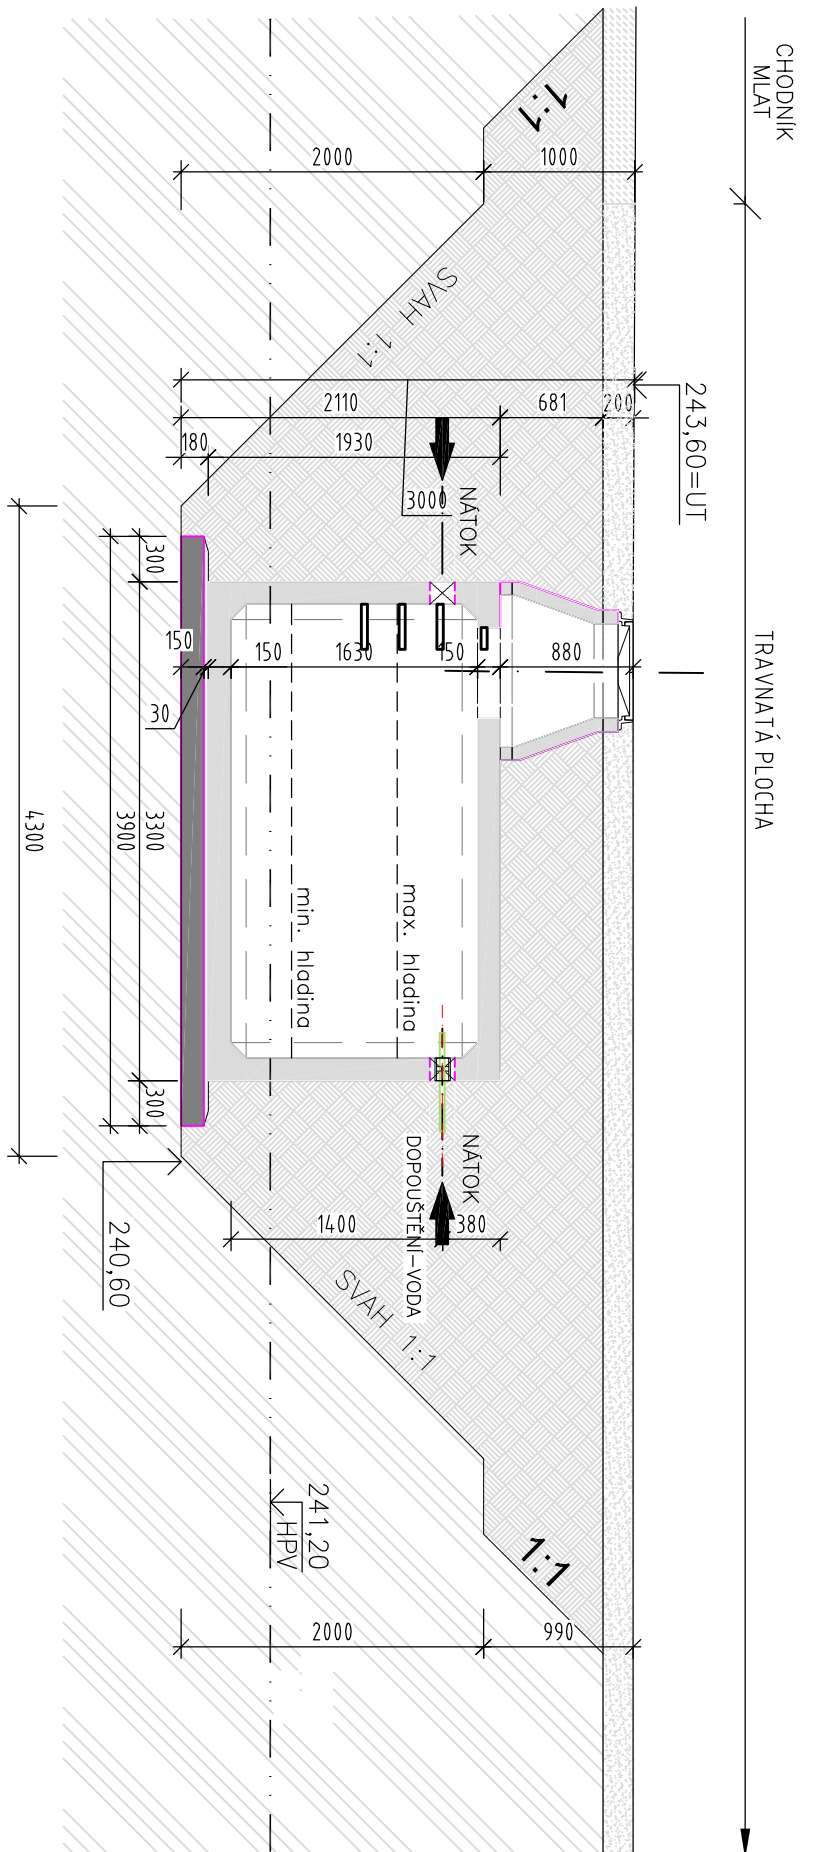 CHODNÍK
MLAT
TRAVNATÁ PLOCHA
243,60=UT
1:1
2000
1000
SVAH 1:1
2110
681
200
180
1930
3000
NÁTOK
300
150
30
150
1630
150
880
3300
3900
4300
max. hladina
min. hladina
300
NÁTOK
DOPOUŠTĚNÍ-VODA
1400
380
240,60
SVAH 1:1
241,20
HPV
1:1
2000
990